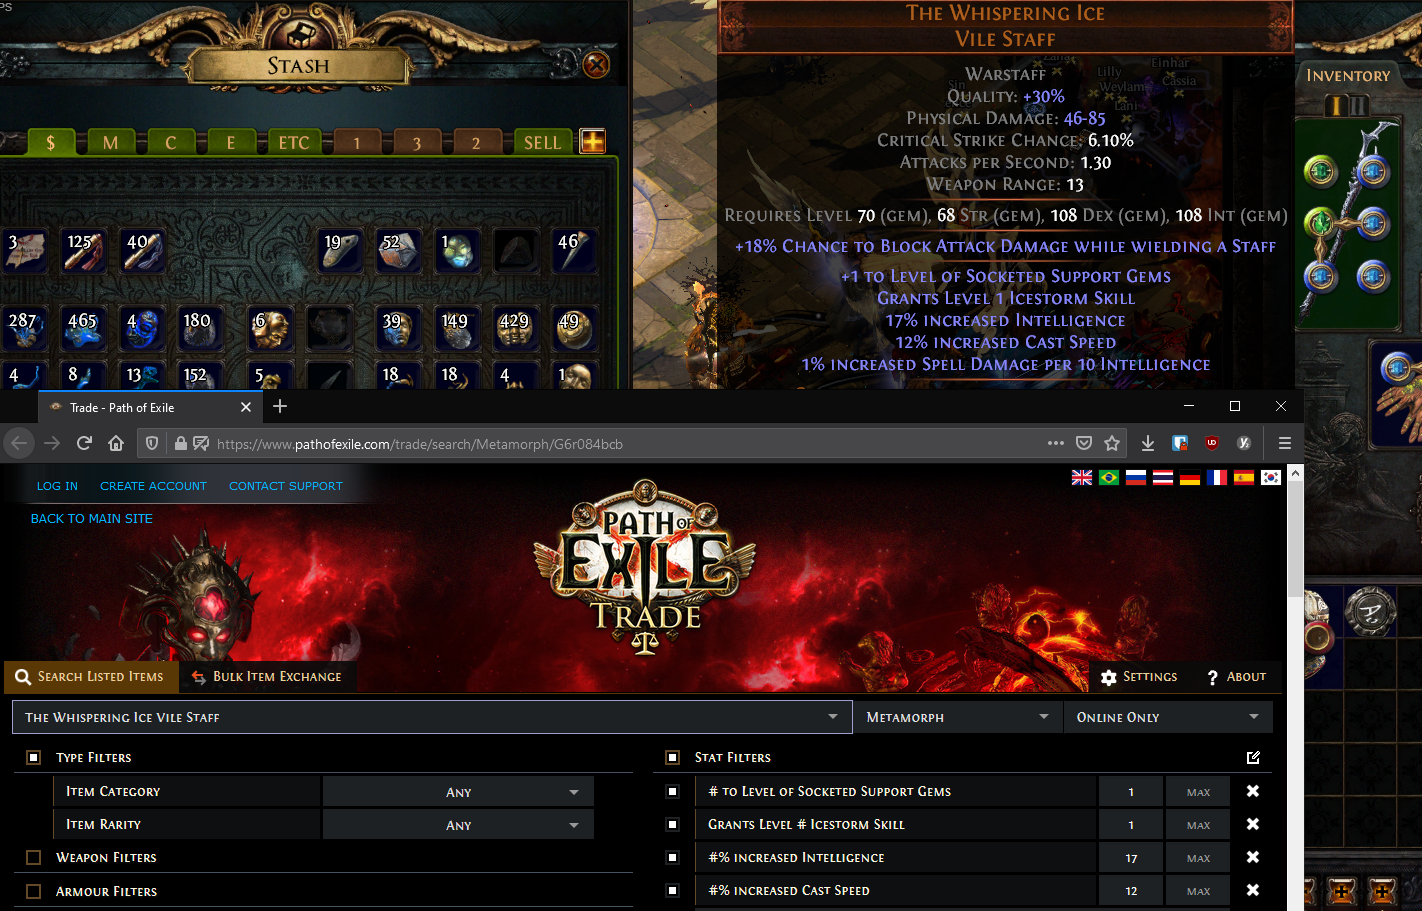 PS
STASH
$ M C E ETC 1 3 2 SELL
3 125 40 19 52 1 46
287 465 4 180 6 39 149 429 49
4 8 13 152 5 18 18 4 1
THE WHISPERING ICE
VILE STAFF
WARSTAFF
QUALITY: +30%
PHYSICAL DAMAGE: 46-85
CRITICAL STRIKE CHANCE: 6.10%
ATTACKS PER SECOND: 1.30
WEAPON RANGE: 13
REQUIRES LEVEL 70 (GEM), 68 STR (GEM), 108 DEX (GEM), 108 INT (GEM)
+18% CHANCE TO BLOCK ATTACK DAMAGE WHILE WIELDING A STAFF
+1 TO LEVEL OF SOCKETED SUPPORT GEMS
GRANTS LEVEL 1 ICESTORM SKILL
17% INCREASED INTELLIGENCE
12% INCREASED CAST SPEED
1% INCREASED SPELL DAMAGE PER 10 INTELLIGENCE
Zana
Einhar
Lilly
Cassia
Sin
Weylam
Lani
INVENTORY
I II
Trade - Path of Exile
https://www.pathofexile.com/trade/search/Metamorph/G6r084bcb
LOG IN CREATE ACCOUNT CONTACT SUPPORT
BACK TO MAIN SITE
PATH OF
EXILE
TRADE
SEARCH LISTED ITEMS BULK ITEM EXCHANGE SETTINGS ABOUT
THE WHISPERING ICE VILE STAFF METAMORPH ONLINE ONLY
TYPE FILTERS
ITEM CATEGORY ANY
ITEM RARITY ANY
WEAPON FILTERS
ARMOUR FILTERS
STAT FILTERS
# TO LEVEL OF SOCKETED SUPPORT GEMS 1 MAX
GRANTS LEVEL # ICESTORM SKILL 1 MAX
#% INCREASED INTELLIGENCE 17 MAX
#% INCREASED CAST SPEED 12 MAX